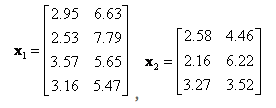 x₁ = [2.95 6.63
2.53 7.79
3.57 5.65
3.16 5.47] , x₂ = [2.58 4.46
2.16 6.22
3.27 3.52]